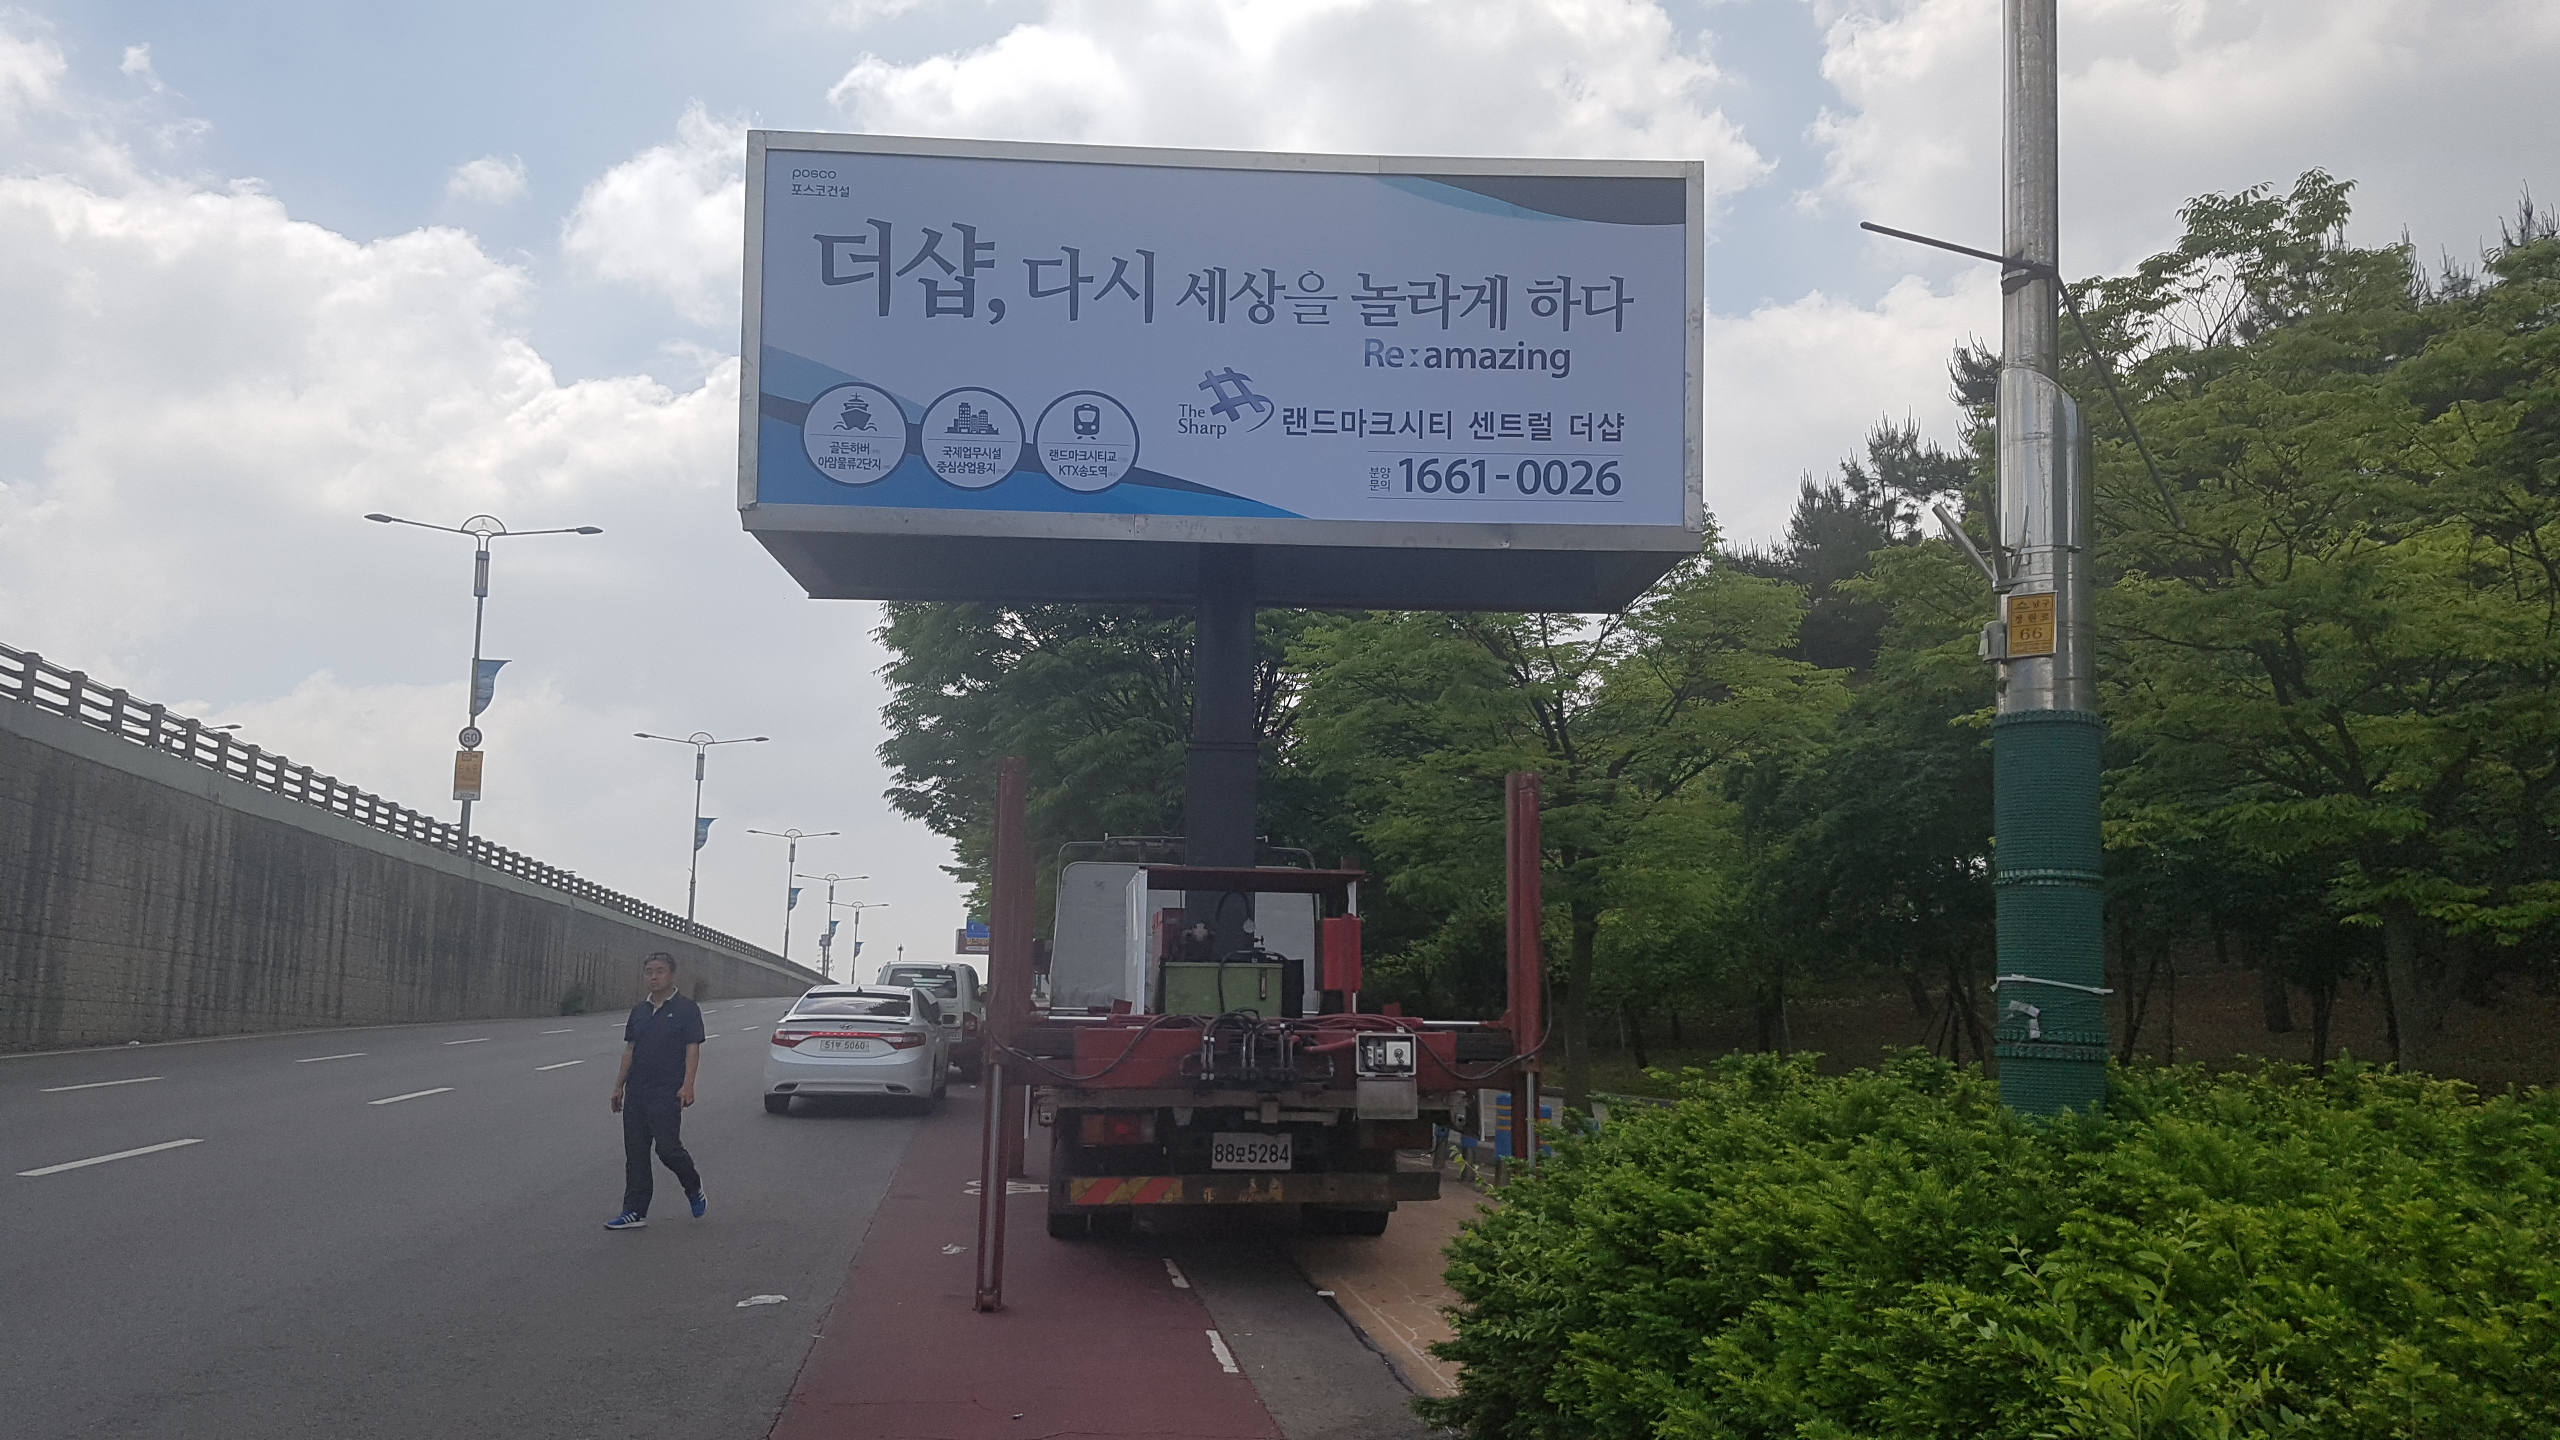 posco
포스코건설
더샵, 다시 세상을 놀라게 하다
Re:amazing
The Sharp
랜드마크시티 센트럴 더샵
분양문의 1661-0026
골든하버
아암물류2단지
국제업무시설
중심상업용지
랜드마크시티교
KTX송도역
60
남구
66
51부 5060
88모5284